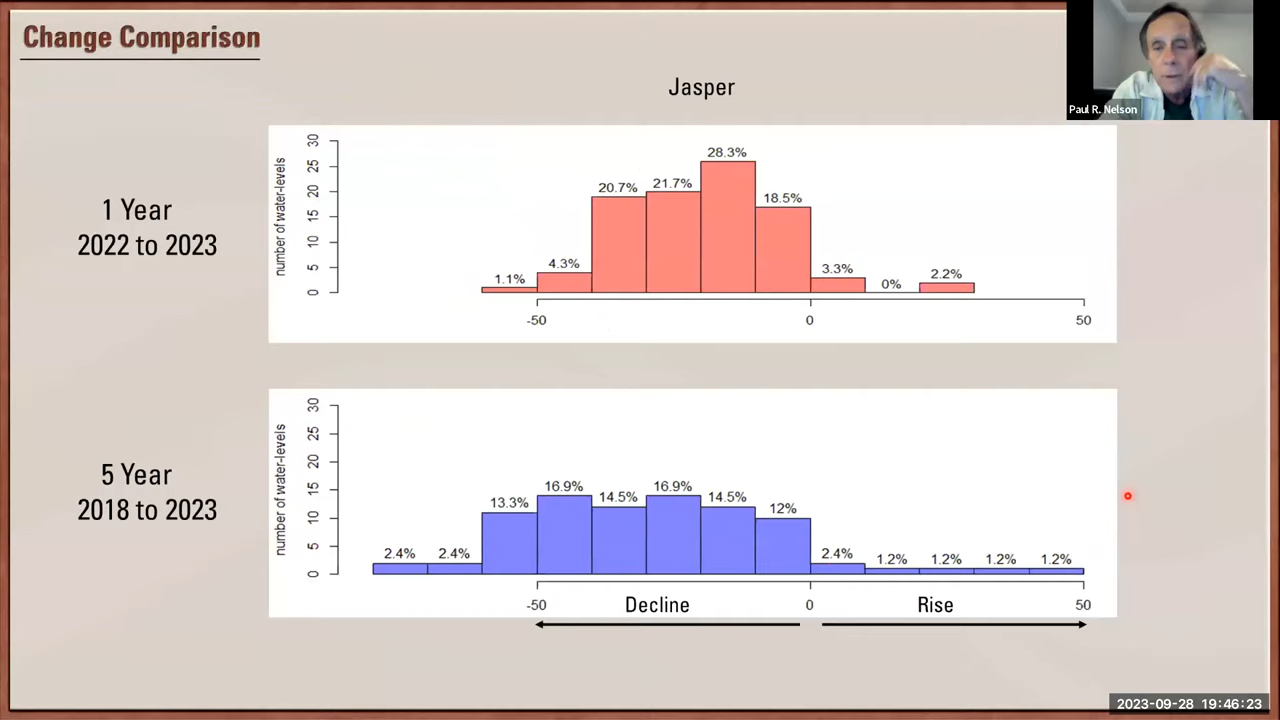 Change Comparison
Paul R. Nelson
Jasper
1 Year
2022 to 2023
number of water-levels
0 5 10 15 20 25 30
1.1% 4.3% 20.7% 21.7% 28.3% 18.5% 3.3% 0% 2.2%
-50 0 50
5 Year
2018 to 2023
number of water-levels
0 5 10 15 20 25 30
2.4% 2.4% 13.3% 16.9% 14.5% 16.9% 14.5% 12% 2.4% 1.2% 1.2% 1.2% 1.2%
-50 Decline 0 Rise 50
2023-09-28 19:46:23